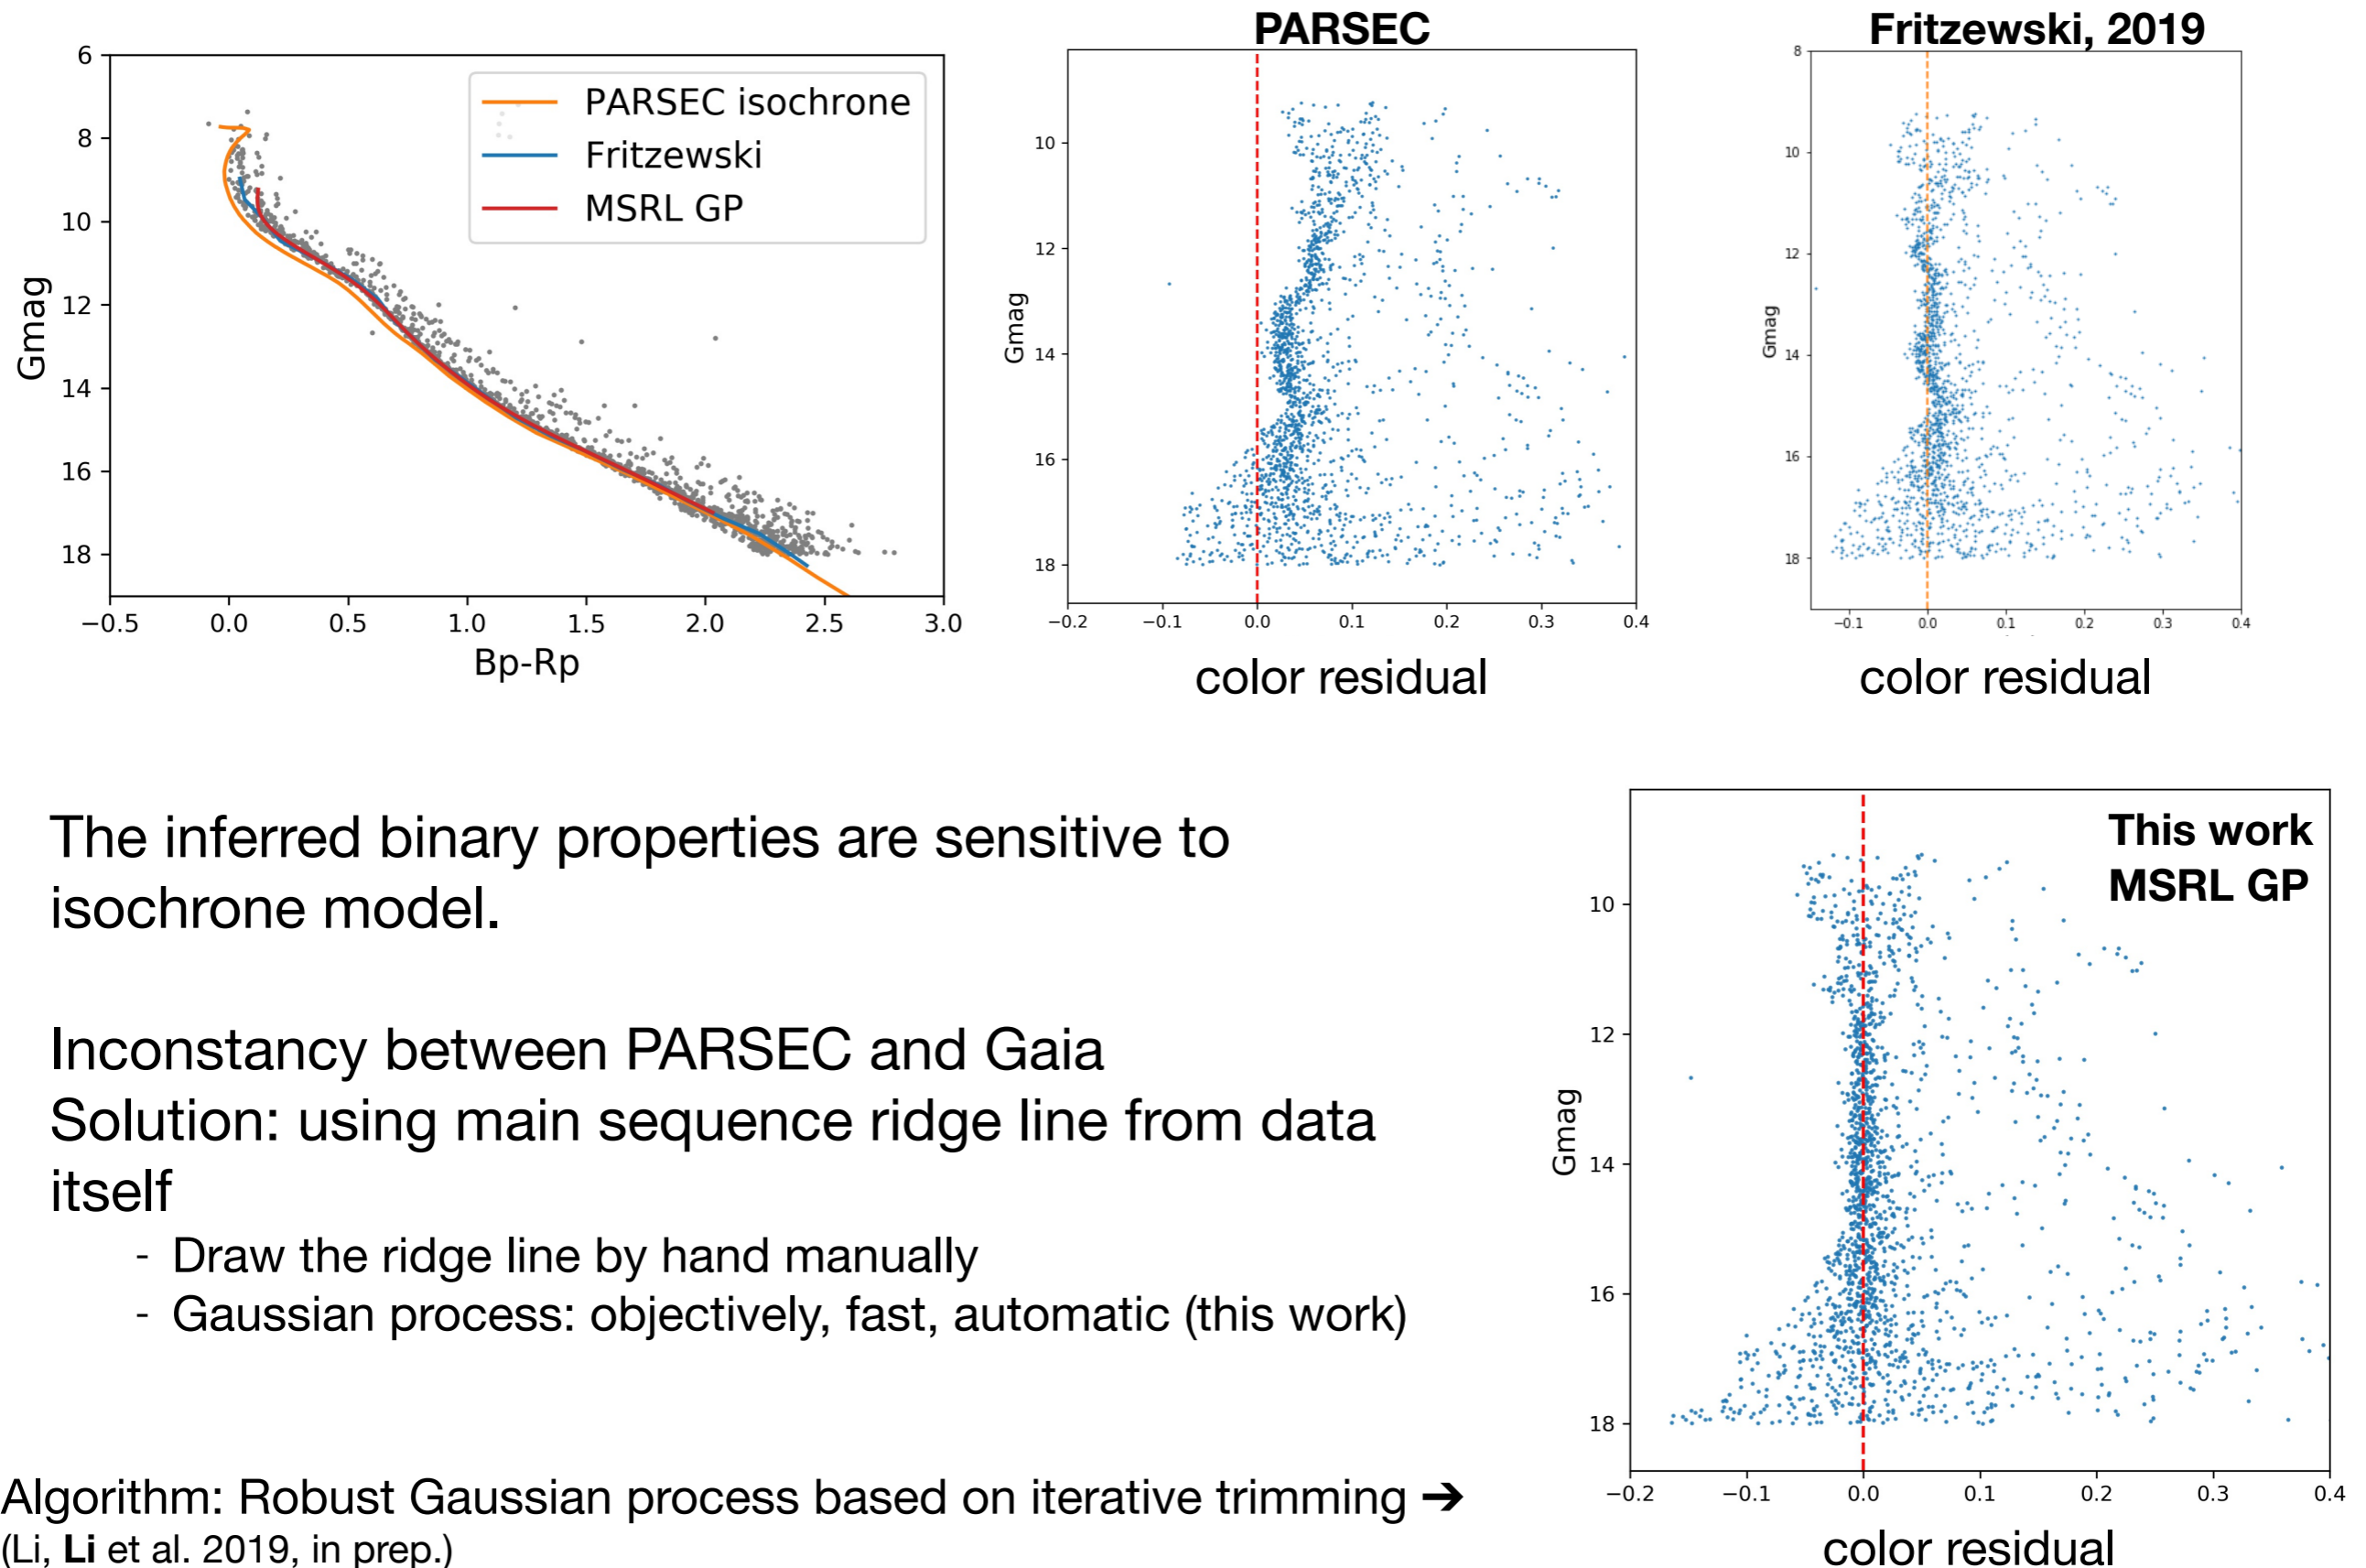 PARSEC
Fritzewski, 2019
6
8
10
12
14
16
18
Gmag
−0.5
0.0
0.5
1.0
1.5
2.0
2.5
3.0
Bp-Rp
PARSEC isochrone
Fritzewski
MSRL GP
10
12
14
16
18
Gmag
−0.2
−0.1
0.0
0.1
0.2
0.3
0.4
color residual
8
10
12
14
16
18
Gmag
−0.1
0.0
0.1
0.2
0.3
0.4
color residual
The inferred binary properties are sensitive to
isochrone model.
Inconstancy between PARSEC and Gaia
Solution: using main sequence ridge line from data
itself
- Draw the ridge line by hand manually
- Gaussian process: objectively, fast, automatic (this work)
Algorithm: Robust Gaussian process based on iterative trimming ➔
(Li, Li et al. 2019, in prep.)
This work
MSRL GP
10
12
14
16
18
Gmag
−0.2
−0.1
0.0
0.1
0.2
0.3
0.4
color residual